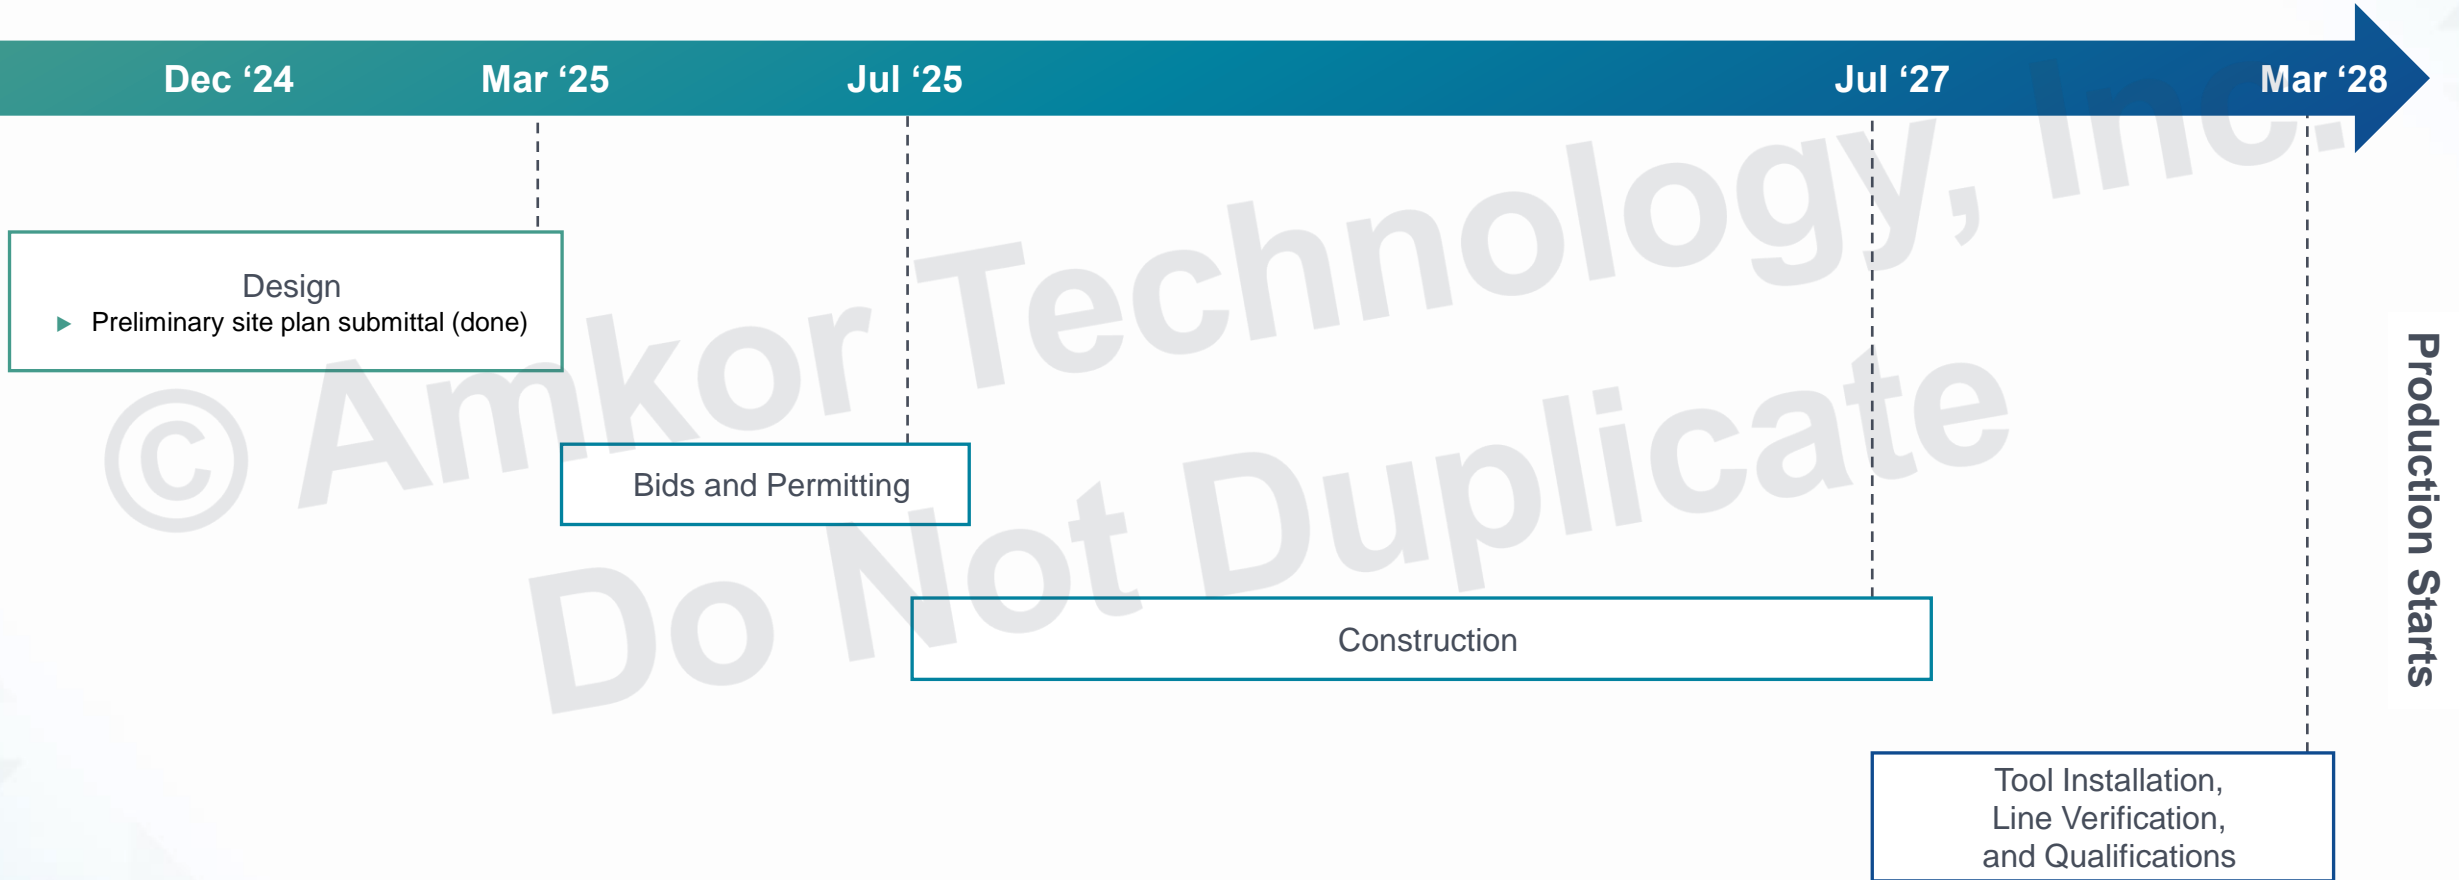 Dec ‘24
Mar ‘25
Jul ‘25
Jul ‘27
Mar ‘28
Design
Preliminary site plan submittal (done)
Bids and Permitting
Construction
Tool Installation,
Line Verification,
and Qualifications
Production Starts
© Amkor Technology, Inc.
Do Not Duplicate